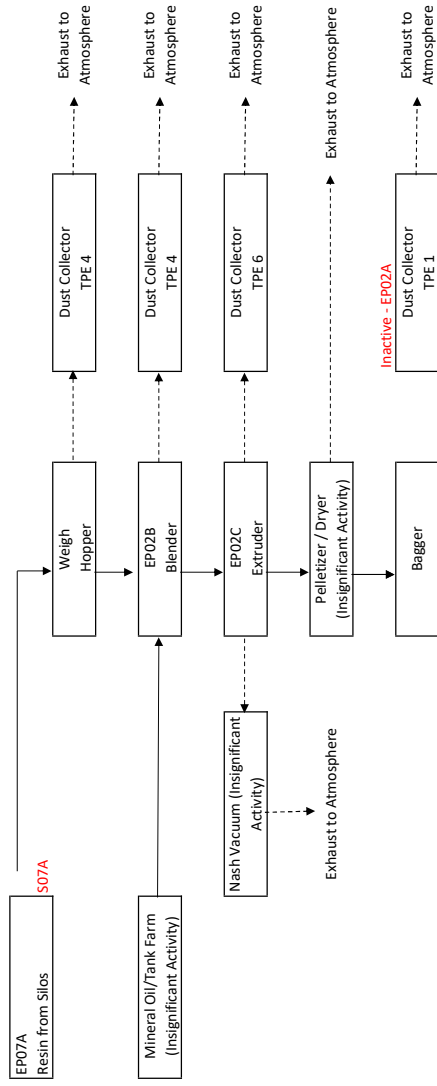 EP07A
Resin from Silos
S07A
Weigh
Hopper
Dust Collector
TPE 4
Exhaust to
Atmosphere
Mineral Oil/Tank Farm
(Insignificant Activity)
EP02B
Blender
Dust Collector
TPE 4
Exhaust to
Atmosphere
Nash Vacuum (Insignificant
Activity)
Exhaust to Atmosphere
EP02C
Extruder
Dust Collector
TPE 6
Exhaust to
Atmosphere
Pelletizer / Dryer
(Insignificant Activity)
Exhaust to Atmosphere
Bagger
Inactive - EP02A
Dust Collector
TPE 1
Exhaust to
Atmosphere